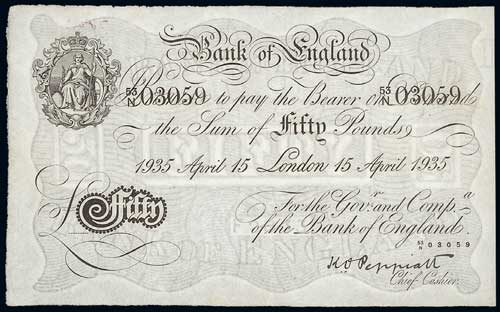 Bank of England
53/N 03059 to pay the Bearer on 53/N 03059
the Sum of Fifty Pounds
1935 April 15 London 15 April 1935
£ Fifty
For the Govr. and Compa.
of the Bank of England.
53/N 03059
K O Peppiatt
Chief Cashier.